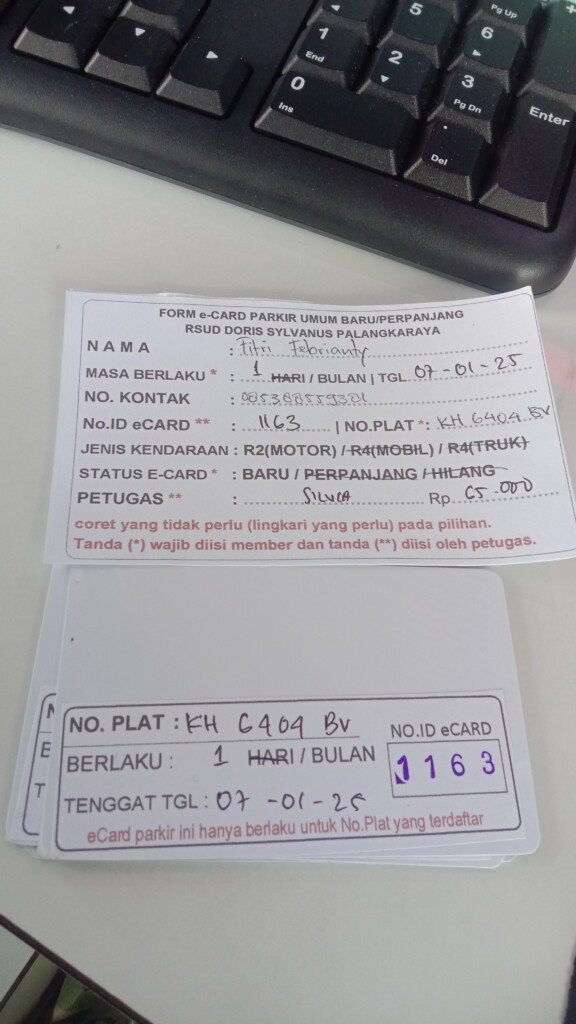 5
Pg Up
6
1
End
2
3
Pg Dn
0
Ins
Del
Enter
FORM e-CARD PARKIR UMUM BARU/PERPANJANG
RSUD DORIS SYLVANUS PALANGKARAYA
NAMA : Fitri Febrianty
MASA BERLAKU * : 1 HARI / BULAN | TGL 07-01-25
NO. KONTAK :
No.ID eCARD ** : 1163 | NO.PLAT *: KH 6404 BV
JENIS KENDARAAN : R2(MOTOR) / R4(MOBIL) / R4(TRUK)
STATUS E-CARD * : BARU / PERPANJANG / HILANG
PETUGAS ** : SILVIA Rp. 65.000
coret yang tidak perlu (lingkari yang perlu) pada pilihan.
Tanda (*) wajib diisi member dan tanda (**) diisi oleh petugas.
NO. PLAT : KH 6404 BV
NO.ID eCARD
BERLAKU : 1 HARI / BULAN
1163
TENGGAT TGL : 07-01-25
eCard parkir ini hanya berlaku untuk No.Plat yang terdaftar